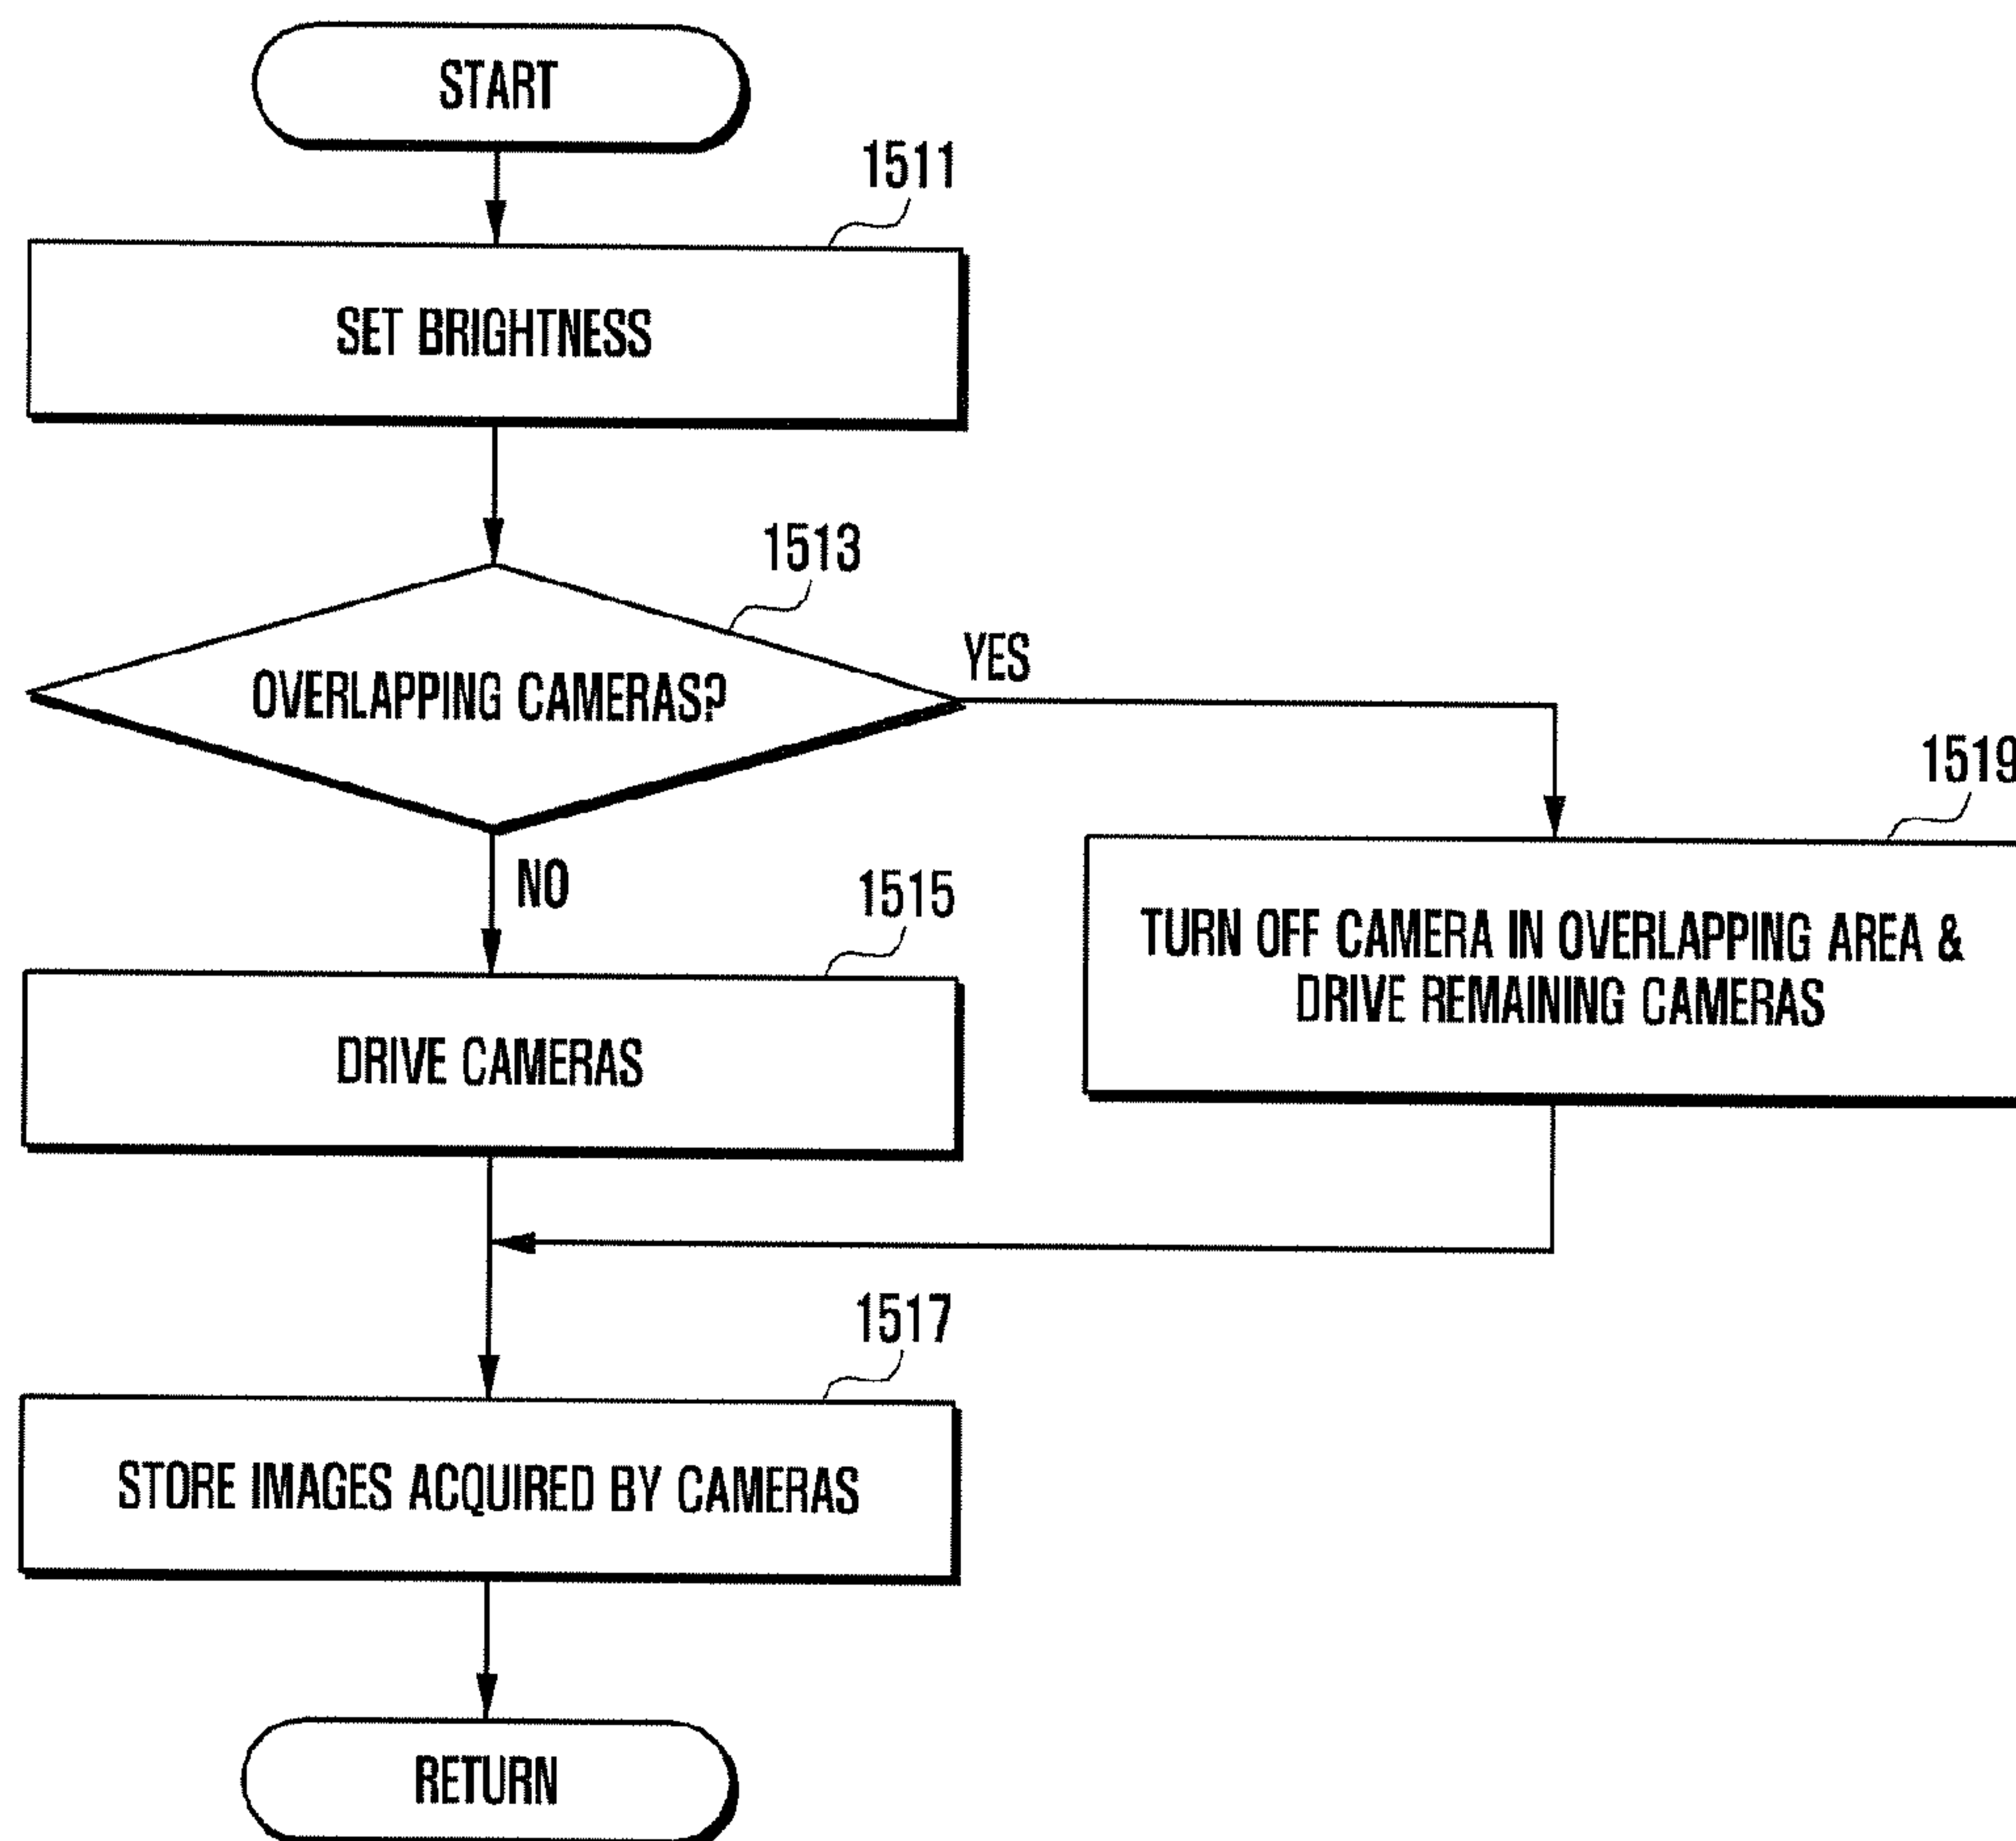 START
1511
SET BRIGHTNESS
1513
OVERLAPPING CAMERAS?
YES
NO
1519
TURN OFF CAMERA IN OVERLAPPING AREA &
DRIVE REMAINING CAMERAS
1515
DRIVE CAMERAS
1517
STORE IMAGES ACQUIRED BY CAMERAS
RETURN